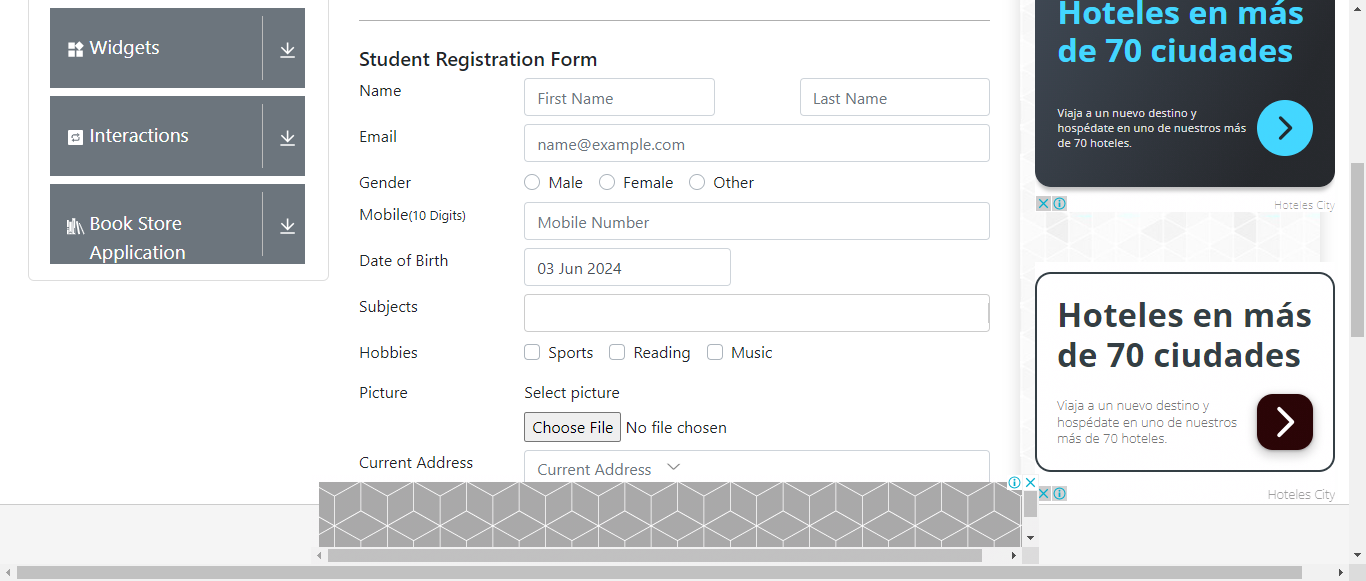 Widgets
Interactions
Book Store
Application
Student Registration Form
Name
First Name
Last Name
Email
name@example.com
Gender
Male
Female
Other
Mobile(10 Digits)
Mobile Number
Date of Birth
03 Jun 2024
Subjects
Hobbies
Sports
Reading
Music
Picture
Select picture
Choose File
No file chosen
Current Address
Current Address
Hoteles en más
de 70 ciudades
Viaja a un nuevo destino y
hospédate en uno de nuestros más
de 70 hoteles.
Hoteles City
Hoteles en más
de 70 ciudades
Viaja a un nuevo destino y
hospédate en uno de nuestros
más de 70 hoteles.
Hoteles City